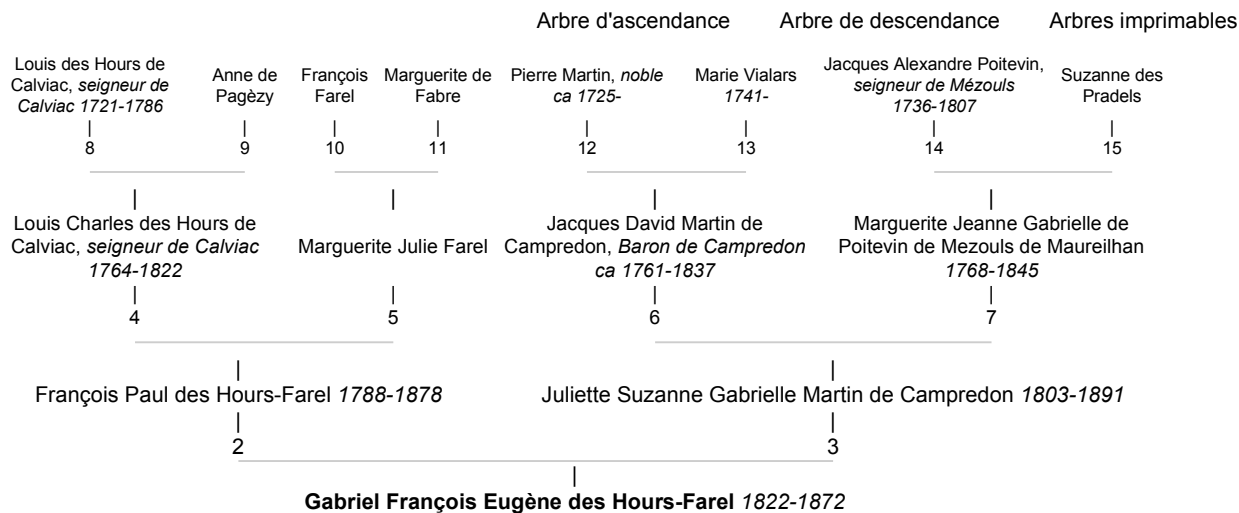 Arbre d'ascendance Arbre de descendance Arbres imprimables
Louis des Hours de
Calviac, seigneur de
Calviac 1721-1786
Anne de
Pagèzy
François
Farel
Marguerite de
Fabre
Pierre Martin, noble
ca 1725-
Marie Vialars
1741-
Jacques Alexandre Poitevin,
seigneur de Mézouls
1736-1807
Suzanne des
Pradels
8 9 10 11 12 13 14 15
Louis Charles des Hours de
Calviac, seigneur de Calviac
1764-1822
Marguerite Julie Farel
Jacques David Martin de
Campredon, Baron de Campredon
ca 1761-1837
Marguerite Jeanne Gabrielle de
Poitevin de Mezouls de Maureilhan
1768-1845
4 5 6 7
François Paul des Hours-Farel 1788-1878
Juliette Suzanne Gabrielle Martin de Campredon 1803-1891
2 3
Gabriel François Eugène des Hours-Farel 1822-1872